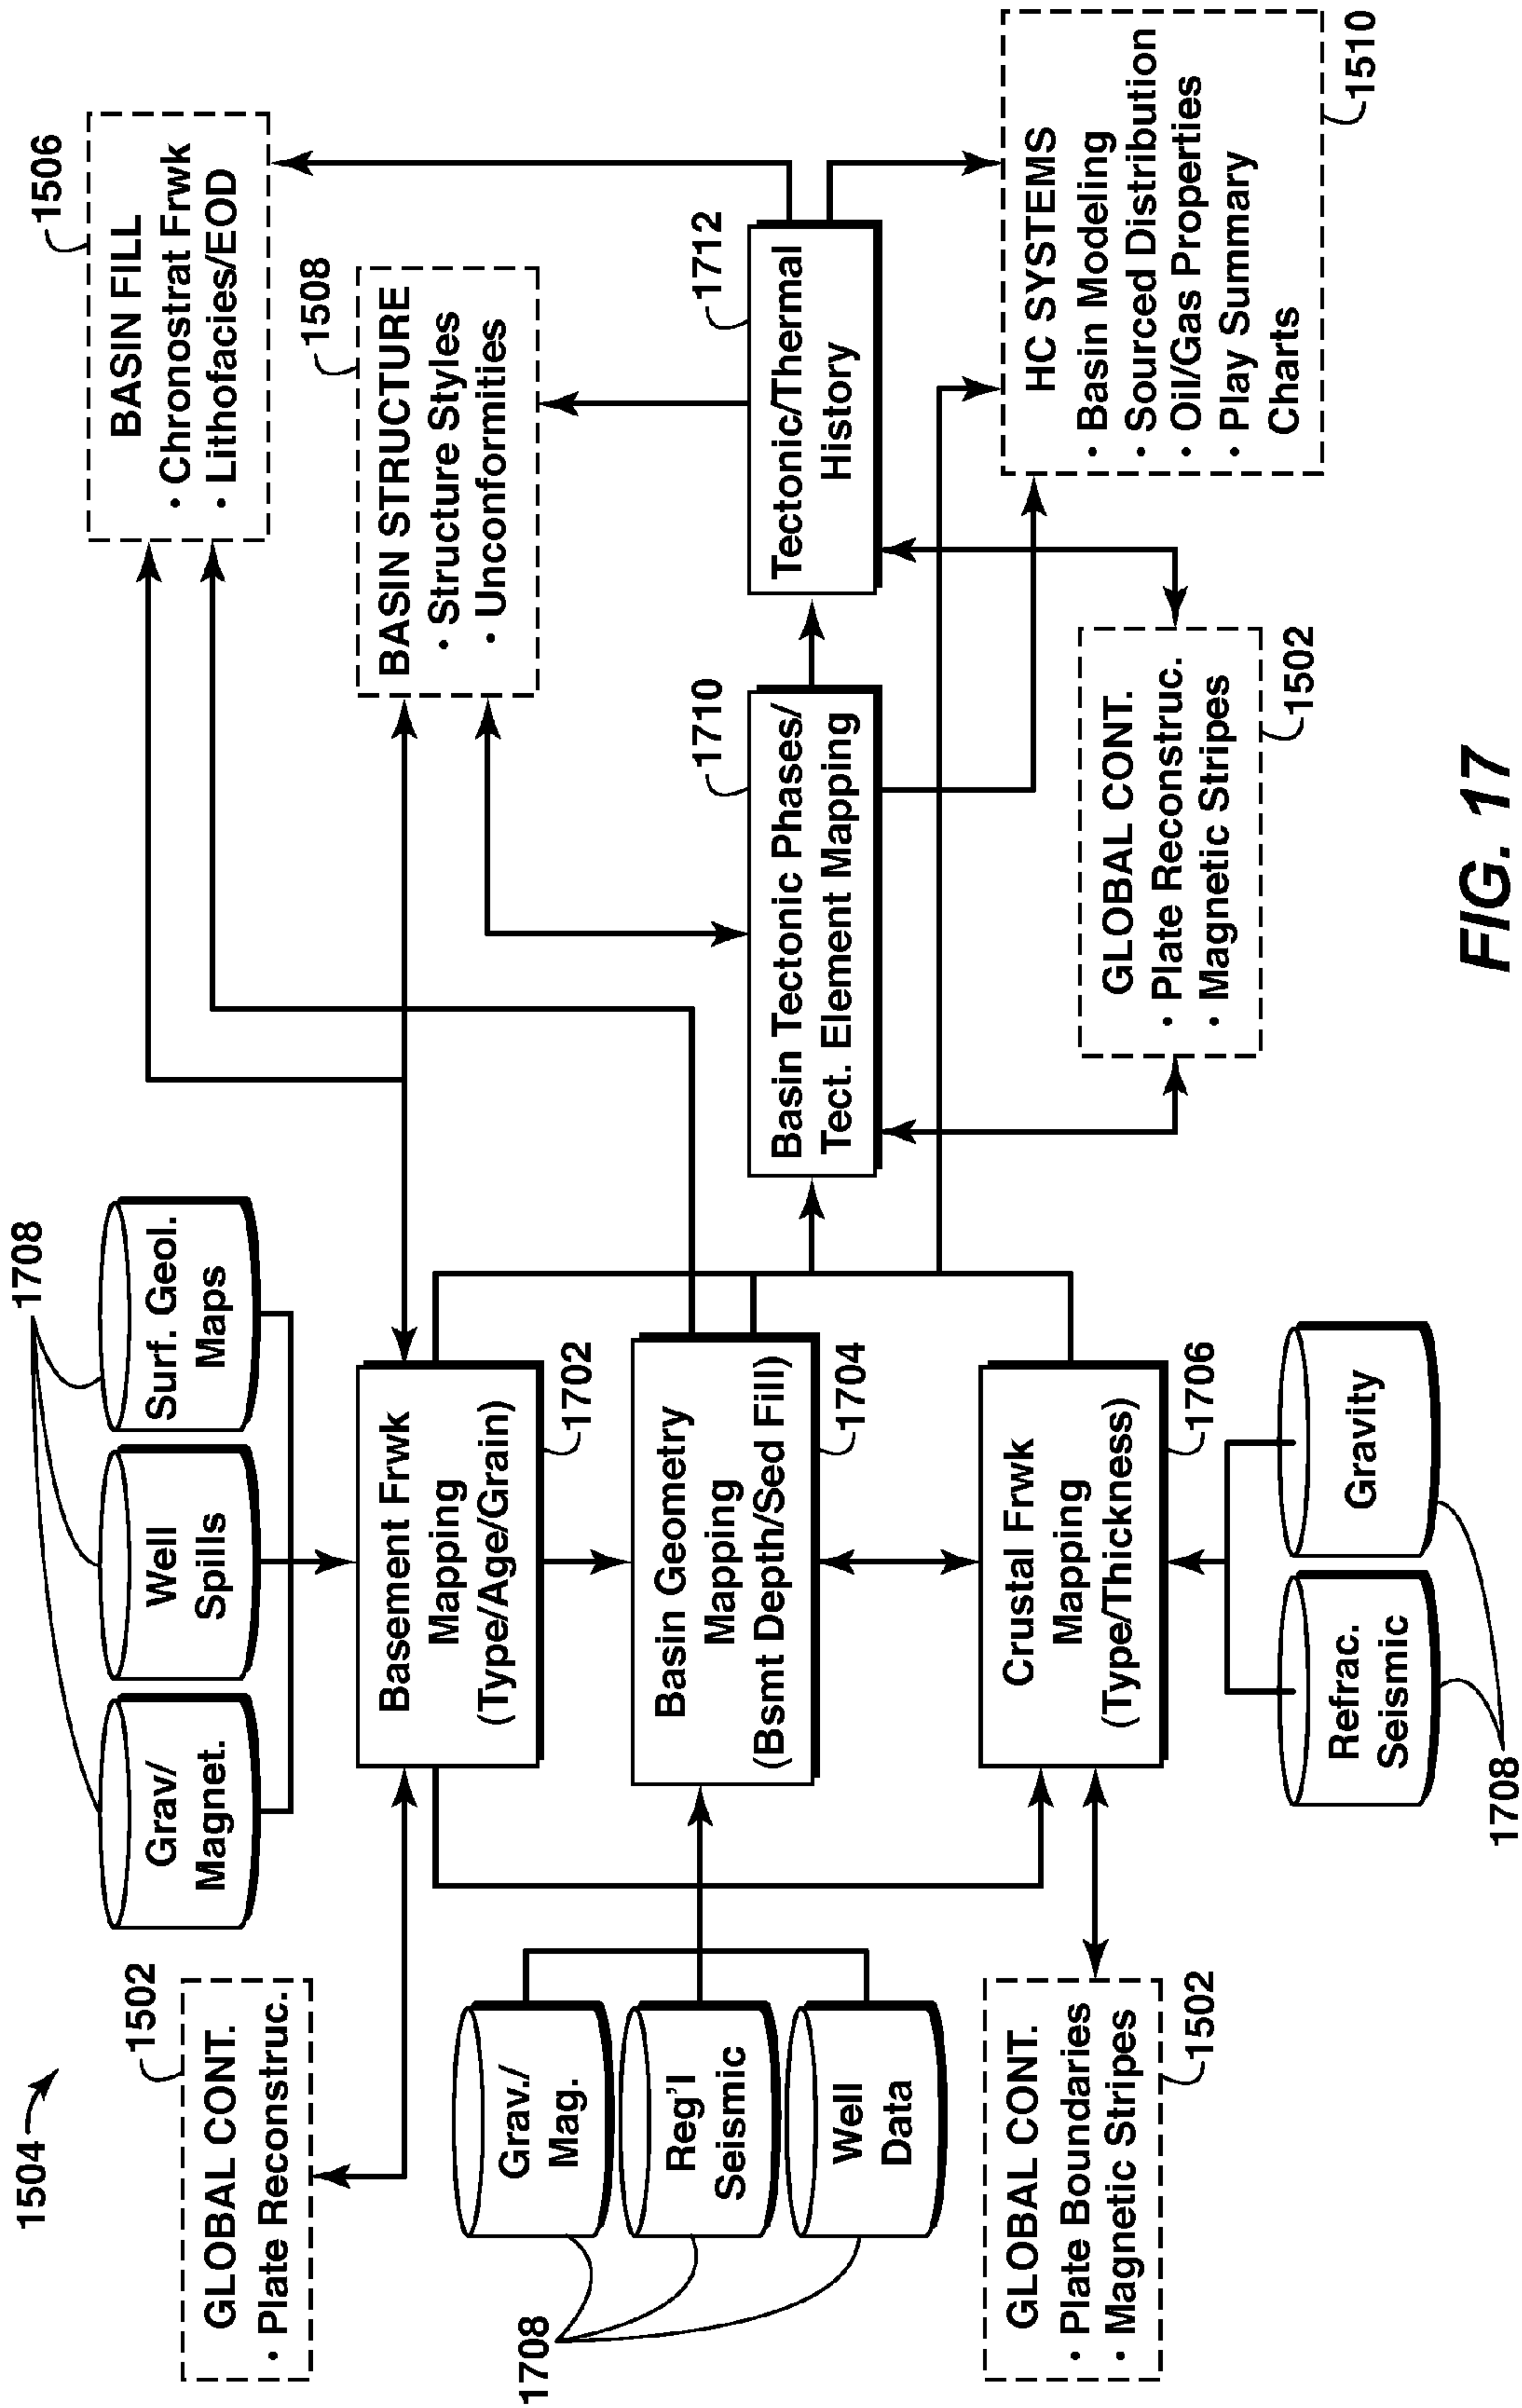 1504
1502
GLOBAL CONT.
• Plate Reconstruc.
1708
Grav/
Magnet.
Well
Spills
Surf. Geol.
Maps
1506
BASIN FILL
• Chronostrat Frwk
• Lithofacies/EOD
1508
BASIN STRUCTURE
• Structure Styles
• Unconformities
Basement Frwk
Mapping
(Type/Age/Grain)
1702
1708
Grav./
Mag.
Reg'l
Seismic
Well
Data
Basin Geometry
Mapping
(Bsmt Depth/Sed Fill)
1704
1710
Basin Tectonic Phases/
Tect. Element Mapping
1712
Tectonic/Thermal
History
GLOBAL CONT.
• Plate Boundaries
• Magnetic Stripes
1502
Crustal Frwk
Mapping
(Type/Thickness)
1706
GLOBAL CONT.
• Plate Reconstruc.
• Magnetic Stripes
1502
HC SYSTEMS
• Basin Modeling
• Sourced Distribution
• Oil/Gas Properties
• Play Summary
Charts
1510
Refrac.
Seismic
Gravity
1708
FIG. 17